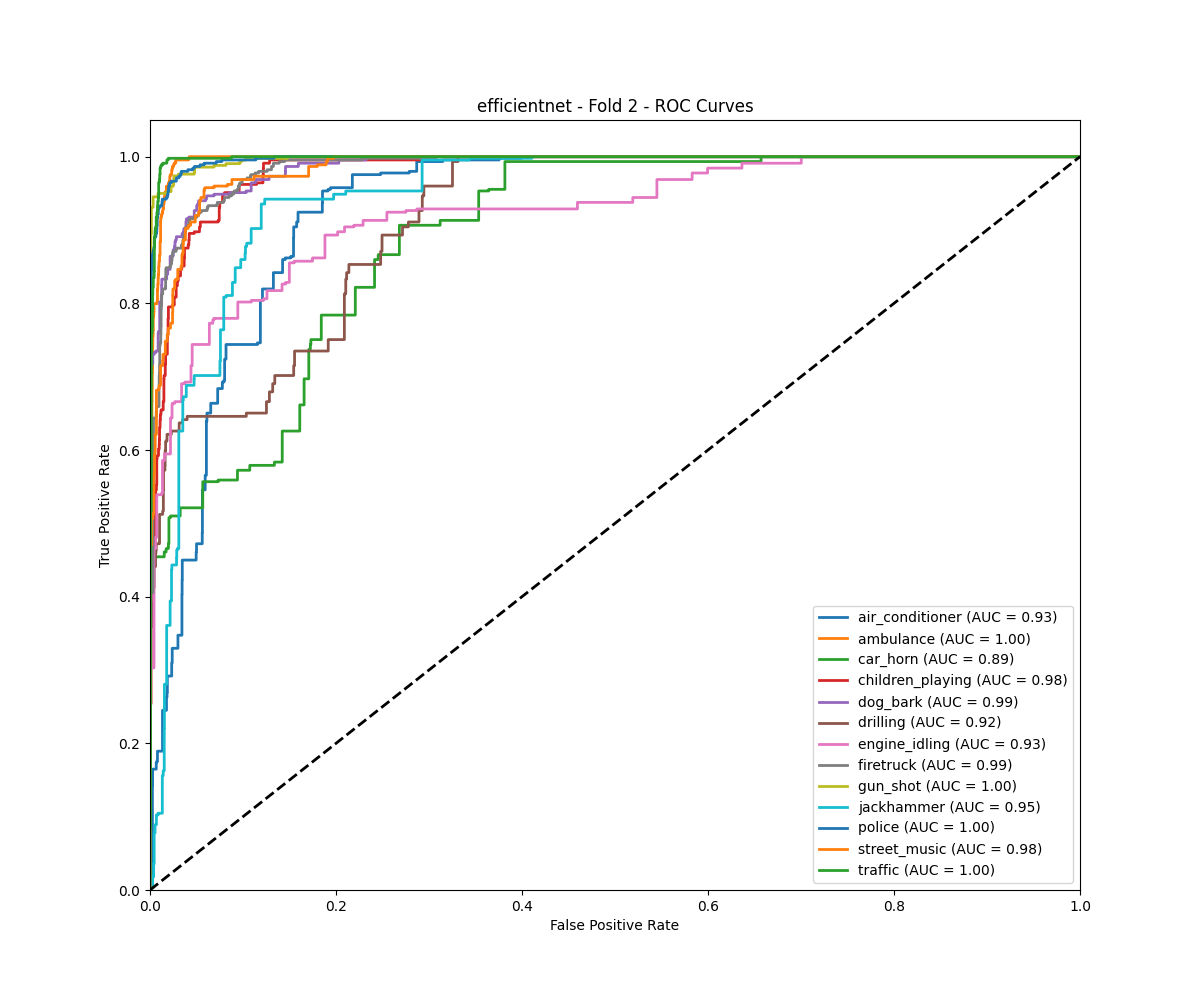 efficientnet - Fold 2 - ROC Curves
True Positive Rate
1.0
0.8
0.6
0.4
0.2
0.0
0.0 0.2 0.4 0.6 0.8 1.0
False Positive Rate
air_conditioner (AUC = 0.93)
ambulance (AUC = 1.00)
car_horn (AUC = 0.89)
children_playing (AUC = 0.98)
dog_bark (AUC = 0.99)
drilling (AUC = 0.92)
engine_idling (AUC = 0.93)
firetruck (AUC = 0.99)
gun_shot (AUC = 1.00)
jackhammer (AUC = 0.95)
police (AUC = 1.00)
street_music (AUC = 0.98)
traffic (AUC = 1.00)